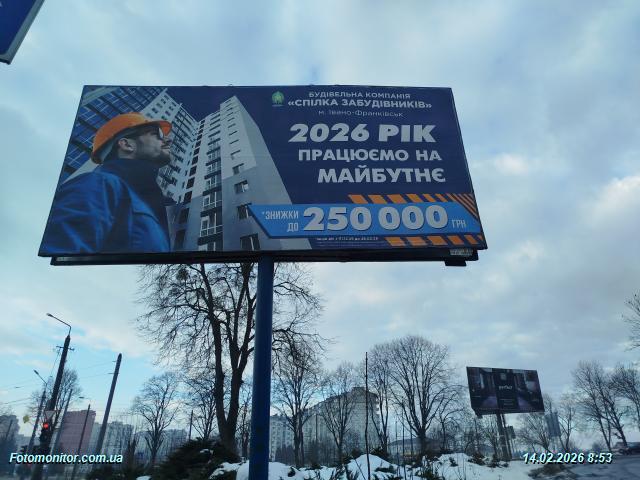 БУДІВЕЛЬНА КОМПАНІЯ
«СПІЛКА ЗАБУДІВНИКІВ»
м. Івано-Франківськ
2026 РІК
ПРАЦЮЄМО НА
МАЙБУТНЄ
*ЗНИЖКИ
ДО 250 000 ГРН
Fotomonitor.com.ua
14.02.2026 8:53